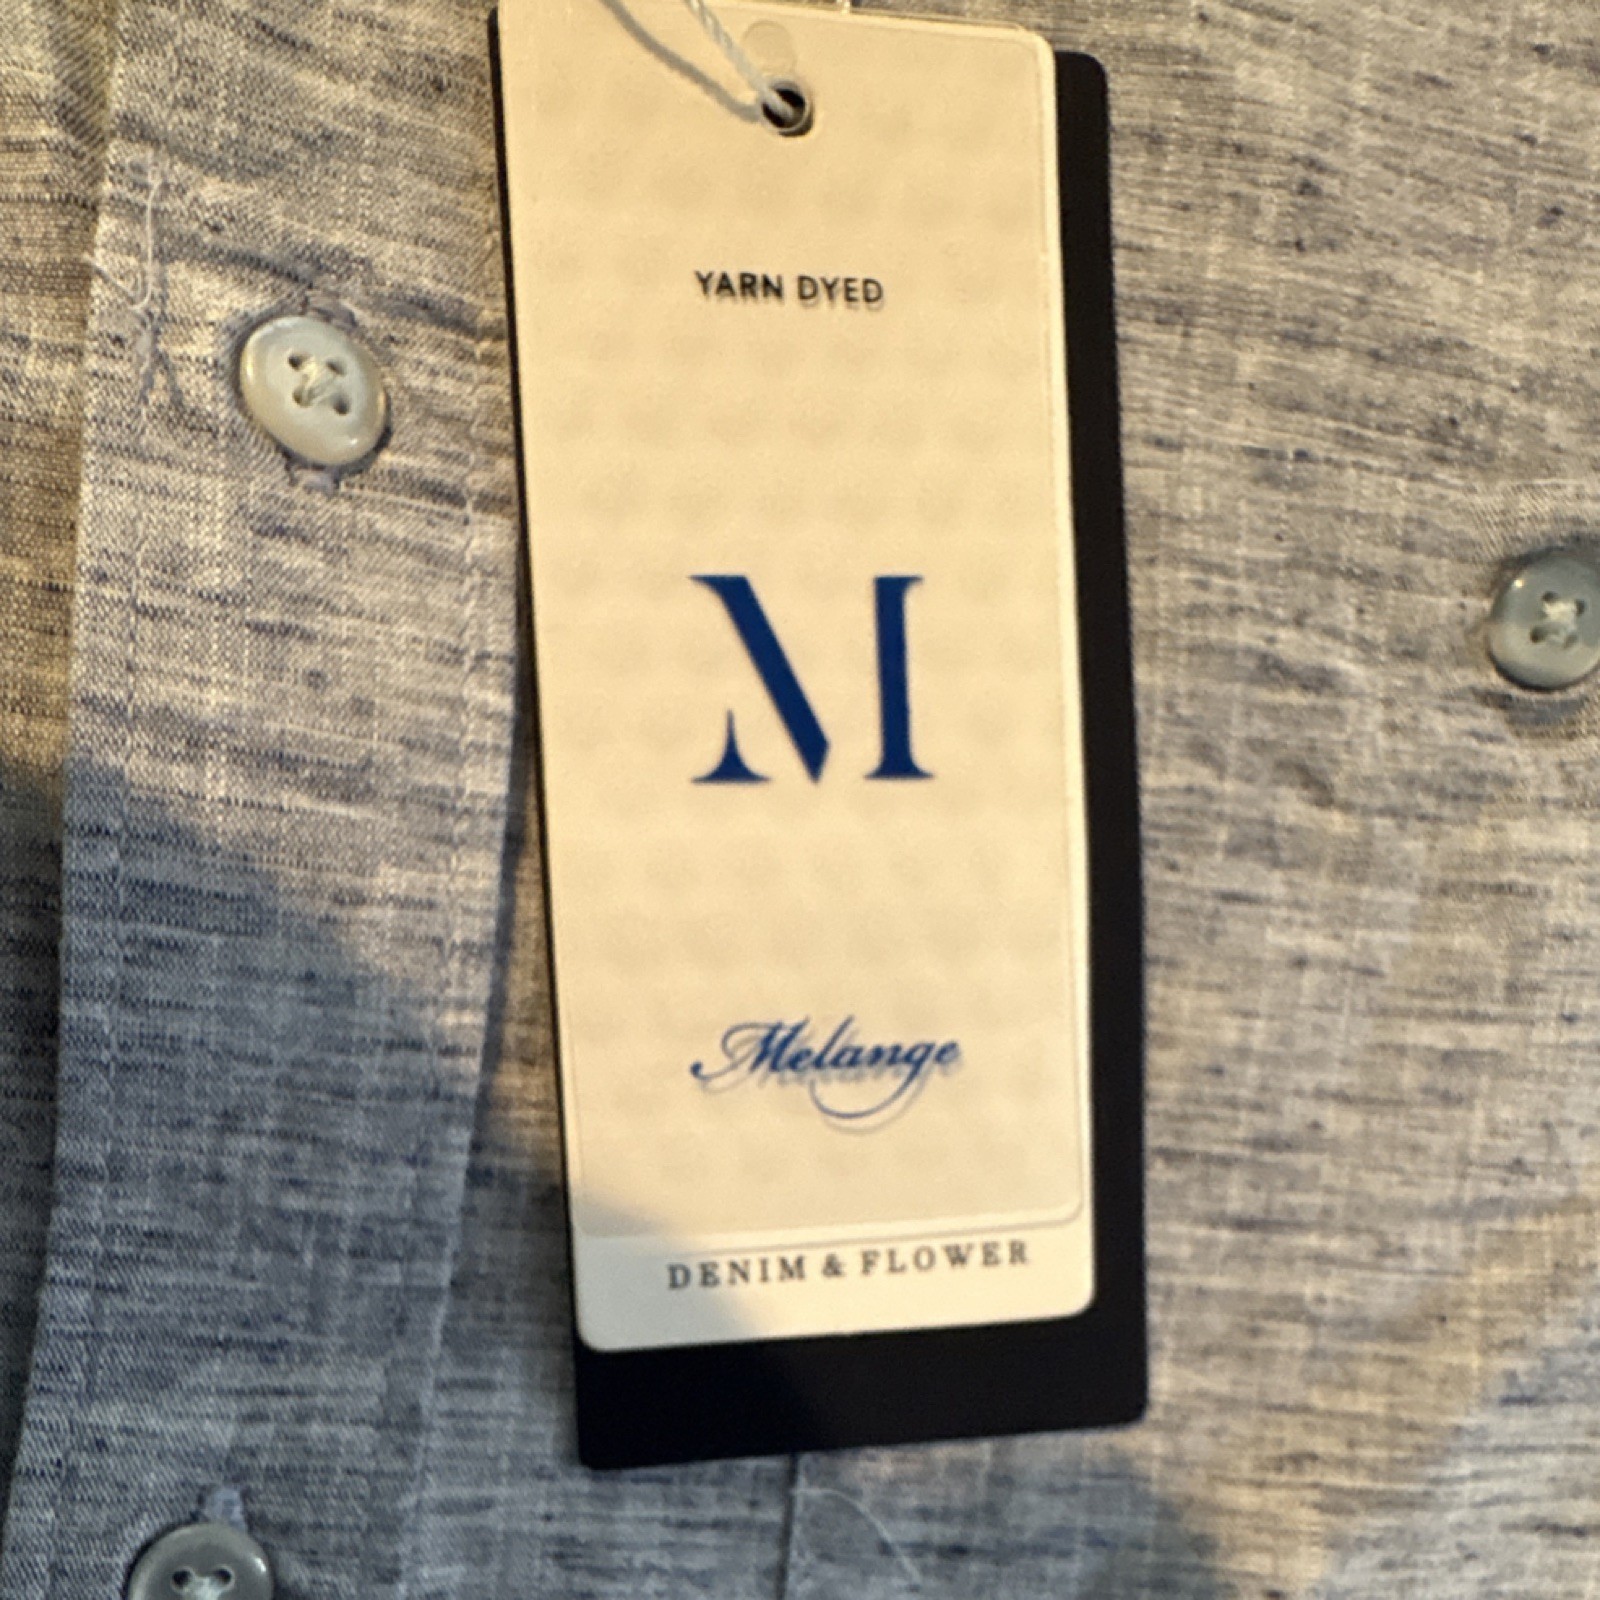 YARN DYED
M
Melange
DENIM & FLOWER